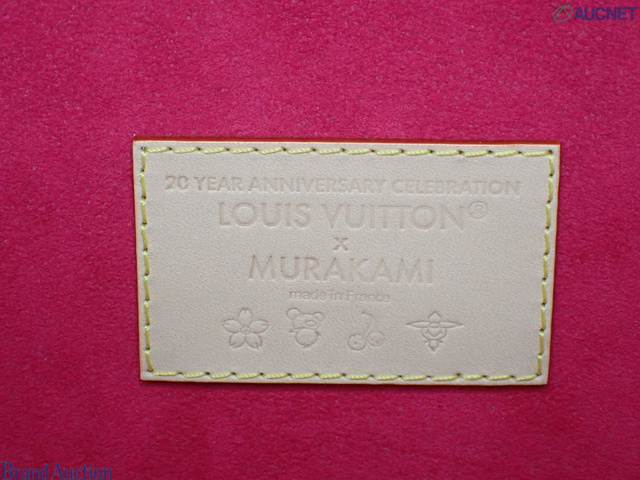 AUCNET
20 YEAR ANNIVERSARY CELEBRATION
LOUIS VUITTON®
x
MURAKAMI
made in France
Brand Auction